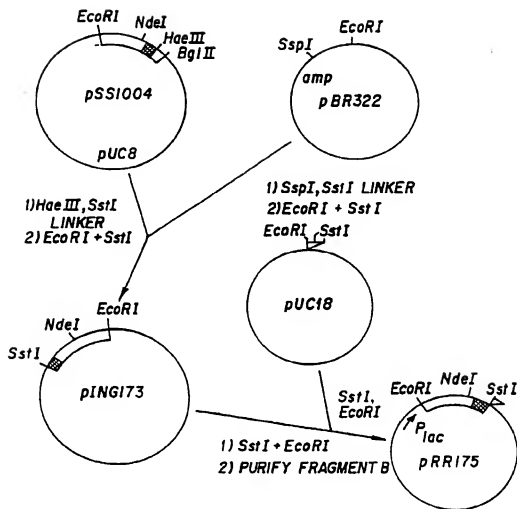 EcoRI
NdeI
HaeIII
BglII
pSS1004
pUC8
EcoRI
SspI
amp
pBR322
1)HaeIII,SstI
LINKER
2)EcoRI+SstI
1)SspI,SstI LINKER
2)EcoRI+SstI
EcoRI
SstI
pUC18
EcoRI
NdeI
SstI
pING173
SstI,
EcoRI
1) SstI+EcoRI
2) PURIFY FRAGMENT B
EcoRI
NdeI
SstI
Plac
pRR175